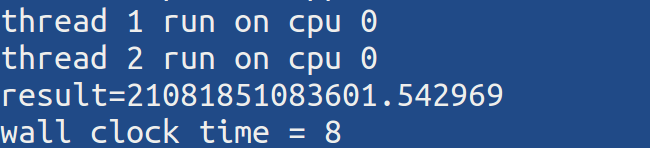 thread 1 run on cpu 0
thread 2 run on cpu 0
result=21081851083601.542969
wall clock time = 8